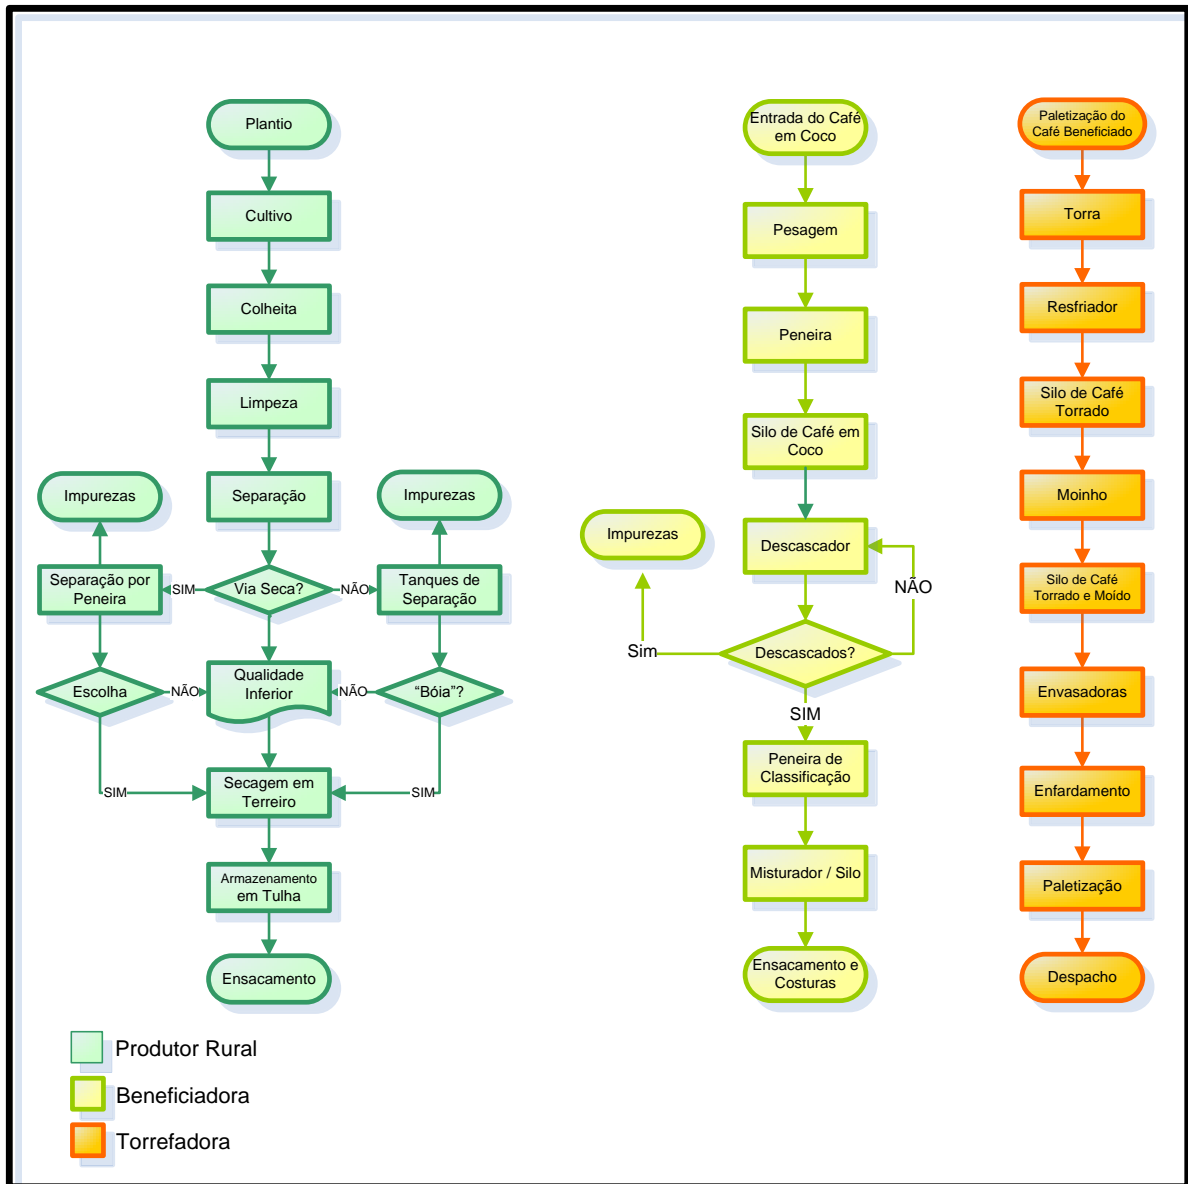 Plantio
Cultivo
Colheita
Limpeza
Impurezas
Separação
Impurezas
Separação por
Peneira
SIM
Via Seca?
NÃO
Tanques de
Separação
Escolha
NÃO
Qualidade
Inferior
NÃO
“Bóia”?
SIM
Secagem em
Terreiro
SIM
Armazenamento
em Tulha
Ensacamento
Entrada do Café
em Coco
Pesagem
Peneira
Silo de Café em
Coco
Impurezas
Descascador
NÃO
Sim
Descascados?
SIM
Peneira de
Classificação
Misturador / Silo
Ensacamento e
Costuras
Paletização do
Café Beneficiado
Torra
Resfriador
Silo de Café
Torrado
Moinho
Silo de Café
Torrado e Moído
Envasadoras
Enfardamento
Paletização
Despacho
Produtor Rural
Beneficiadora
Torrefadora